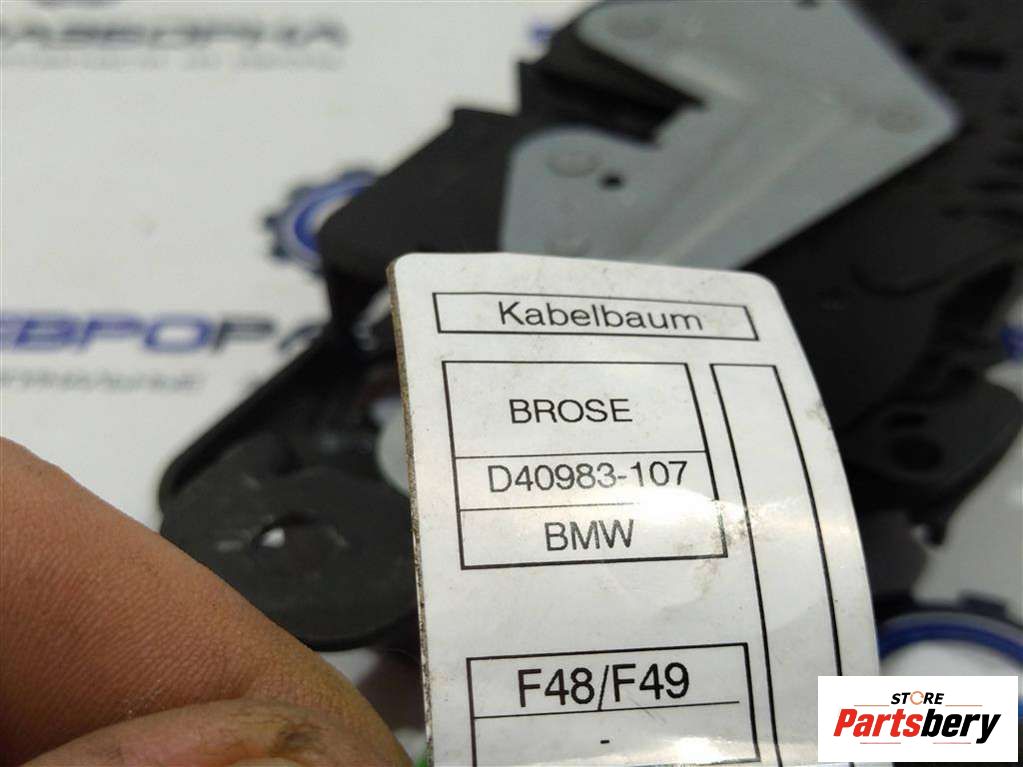 Kabelbaum
BROSE
D40983-107
BMW
F48/F49
-
STORE
Partsbery